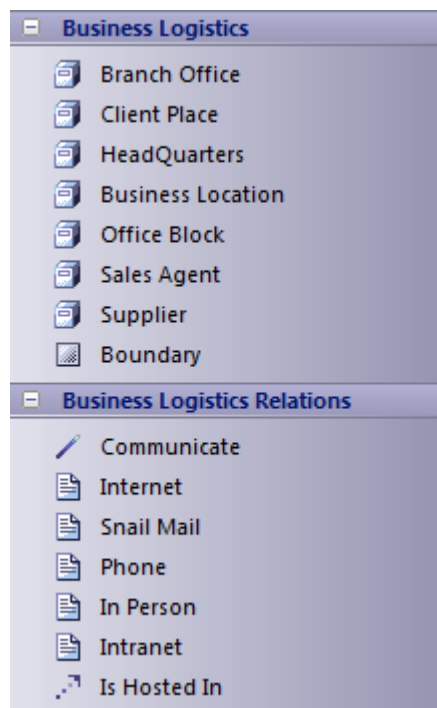 Business Logistics
Branch Office
Client Place
HeadQuarters
Business Location
Office Block
Sales Agent
Supplier
Boundary
Business Logistics Relations
Communicate
Internet
Snail Mail
Phone
In Person
Intranet
Is Hosted In